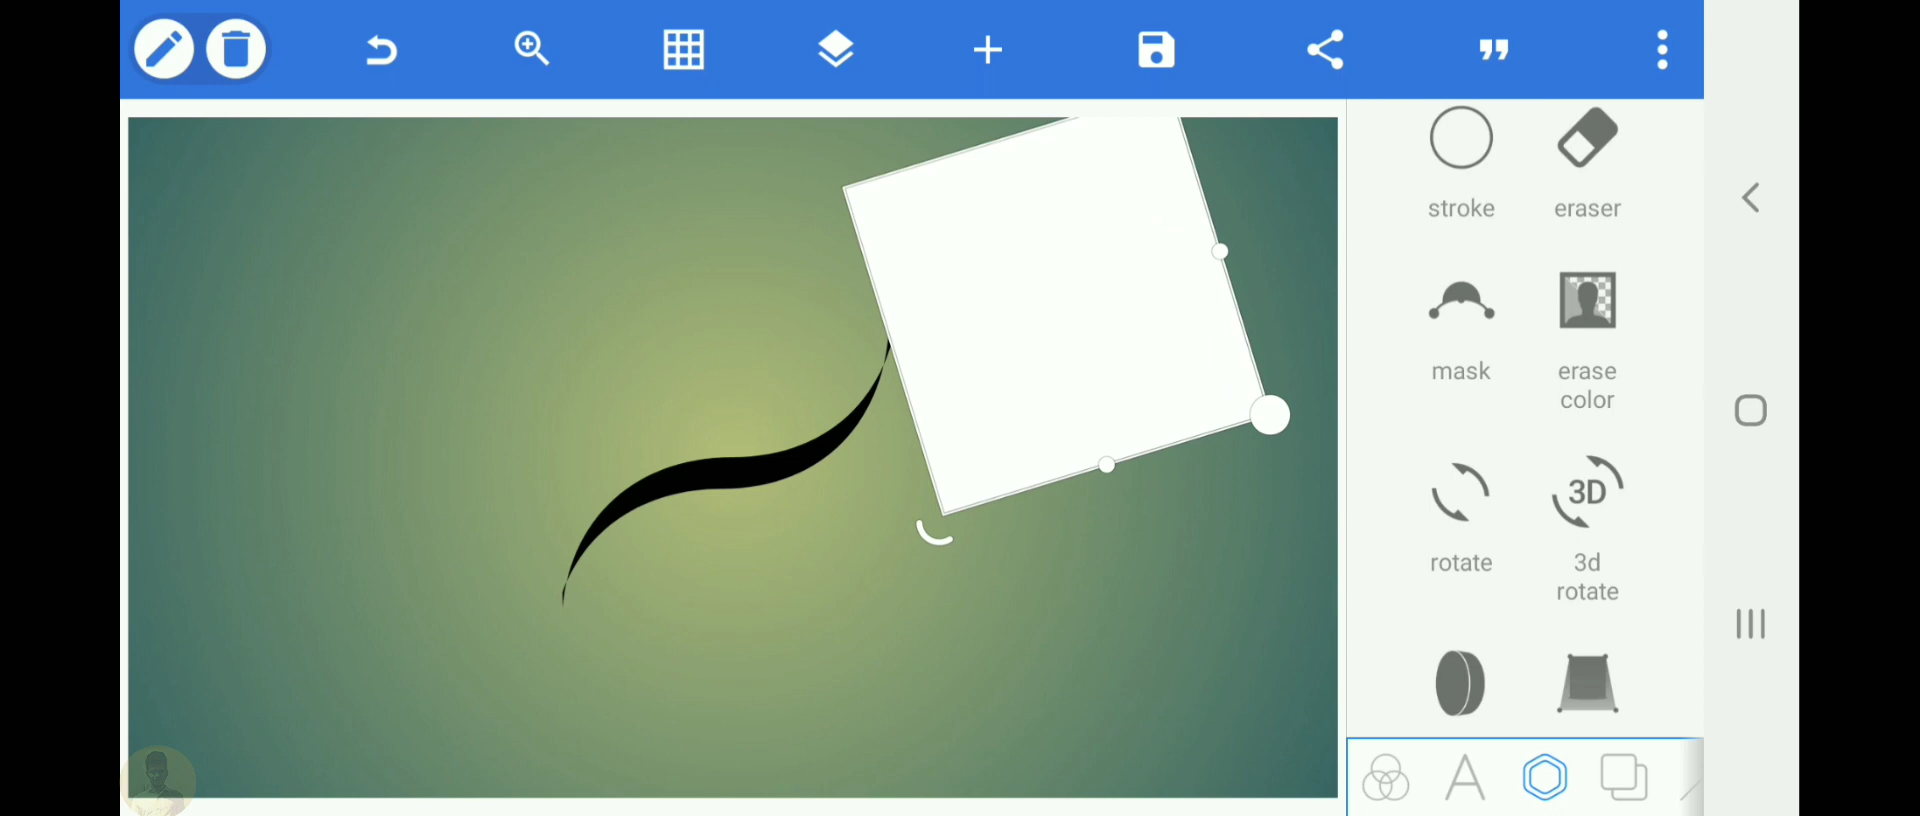 stroke
eraser
mask
erase
color
3D
rotate
3d
rotate